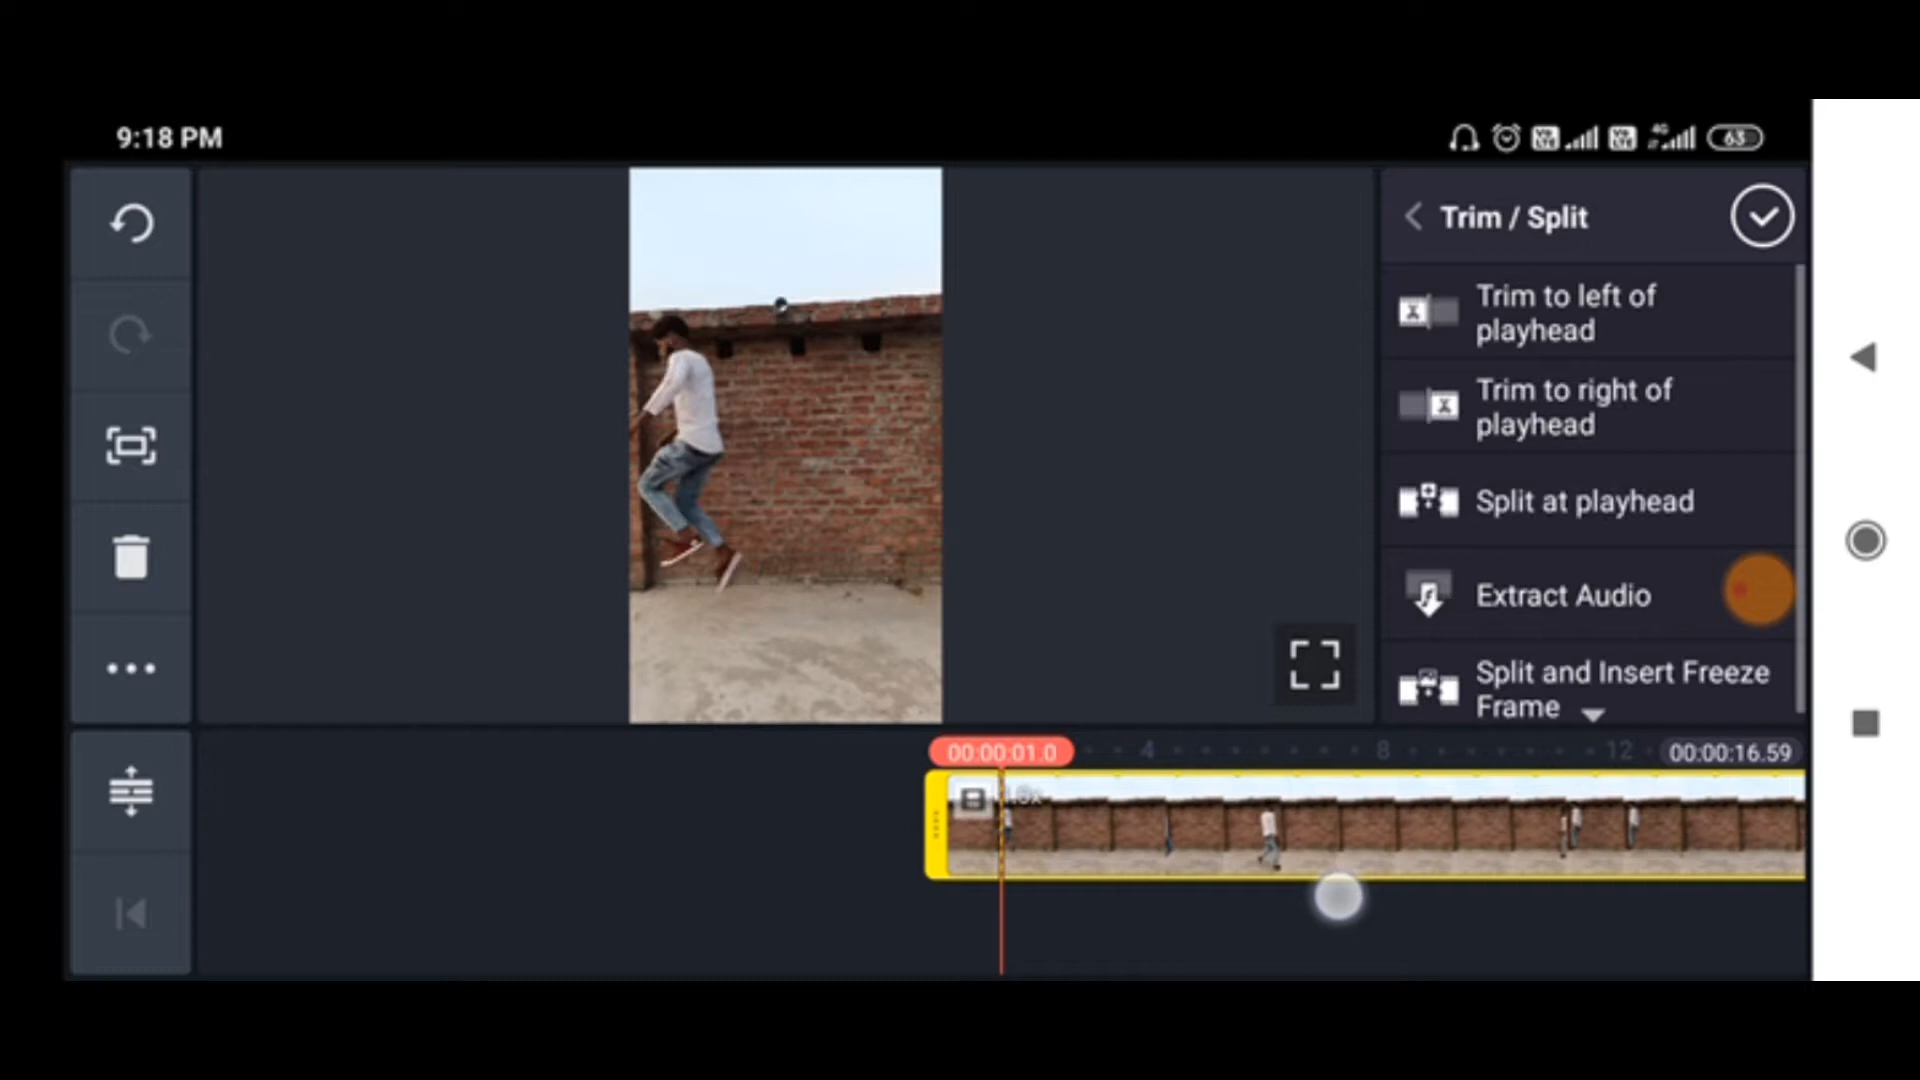 9:18 PM
63
Trim / Split
Trim to left of
playhead
Trim to right of
playhead
Split at playhead
Extract Audio
Split and Insert Freeze
Frame
00:00:01.0
4
8
12
00:00:16.59